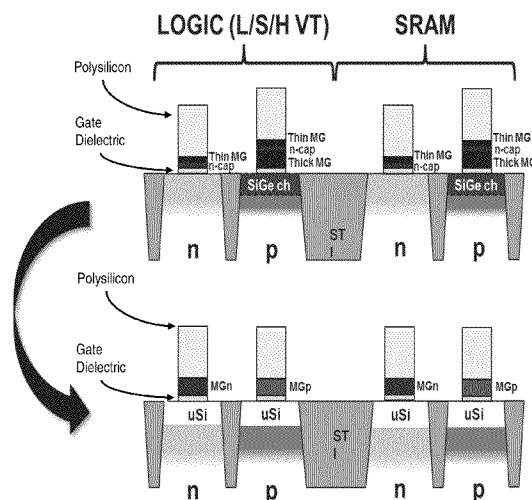 LOGIC (L/S/H VT) SRAM
Polysilicon
Gate
Dielectric
Thin MG
n-cap
Thin MG
n-cap
Thick MG
Thin MG
n-cap
Thin MG
n-cap
Thick MG
SiGe ch
SiGe ch
n p ST I n p
Polysilicon
Gate
Dielectric
MGn MGp MGn MGp
uSi uSi uSi uSi
ST I
n p n p